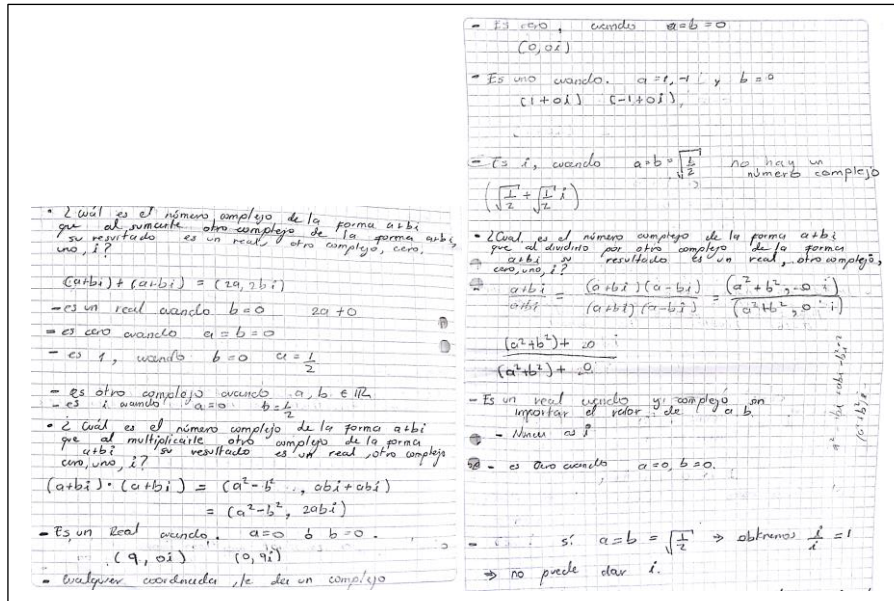 • ¿Cuál es el número complejo de la forma a+bi
que al sumarle otro complejo de la forma a+bi,
su resultado es un real, otro complejo, cero,
uno, i?
(a+bi) + (a+bi) = (2a, 2bi)
- es un real cuando b=0 2a+0
- es cero cuando a=b=0
- es 1, cuando b=0 a=1/2
- es otro complejo cuando a, b ∈ IR
- es i cuando a=0 b=1/2
• ¿Cuál es el número complejo de la forma a+bi
que al multiplicarle otro complejo de la forma
a+bi su resultado es un real, otro complejo
cero, uno, i?
(a+bi)·(a+bi) = (a²-b², abi+abi)
= (a²-b², 2abi)
- Es un Real cuando. a=0 ó b=0.
(9, 0i) (0, 9i)
- Cualquier coordenada, le da un complejo
- Es cero, cuando a=b=0
(0, 0i)
- Es uno cuando. a=1, -1 y b=0
(1+0i) (-1+0i),
- Es i, cuando a=b=√1/2 no hay un
número complejo
(√1/2 + √1/2 i)
• ¿Cuál es el número complejo de la forma a+bi
que al dividirlo por otro complejo de la forma
a+bi su resultado es un real, otro complejo,
cero, uno, i?
- a+bi/a+bi = (a+bi)(a-bi)/(a+bi)(a-bi) = (a²+b², 0 i)/(a²+b², 0 i)
(a²+b²)+ 0 i
(a²+b²)+ 0
- Es un real cuando y complejo sin
importar el valor de a b.
- Nunca es i
- es cero cuando a=0, b=0.
- si a=b=√1/2 ⇒ obtenemos i/i = 1
⇒ no puede dar i.